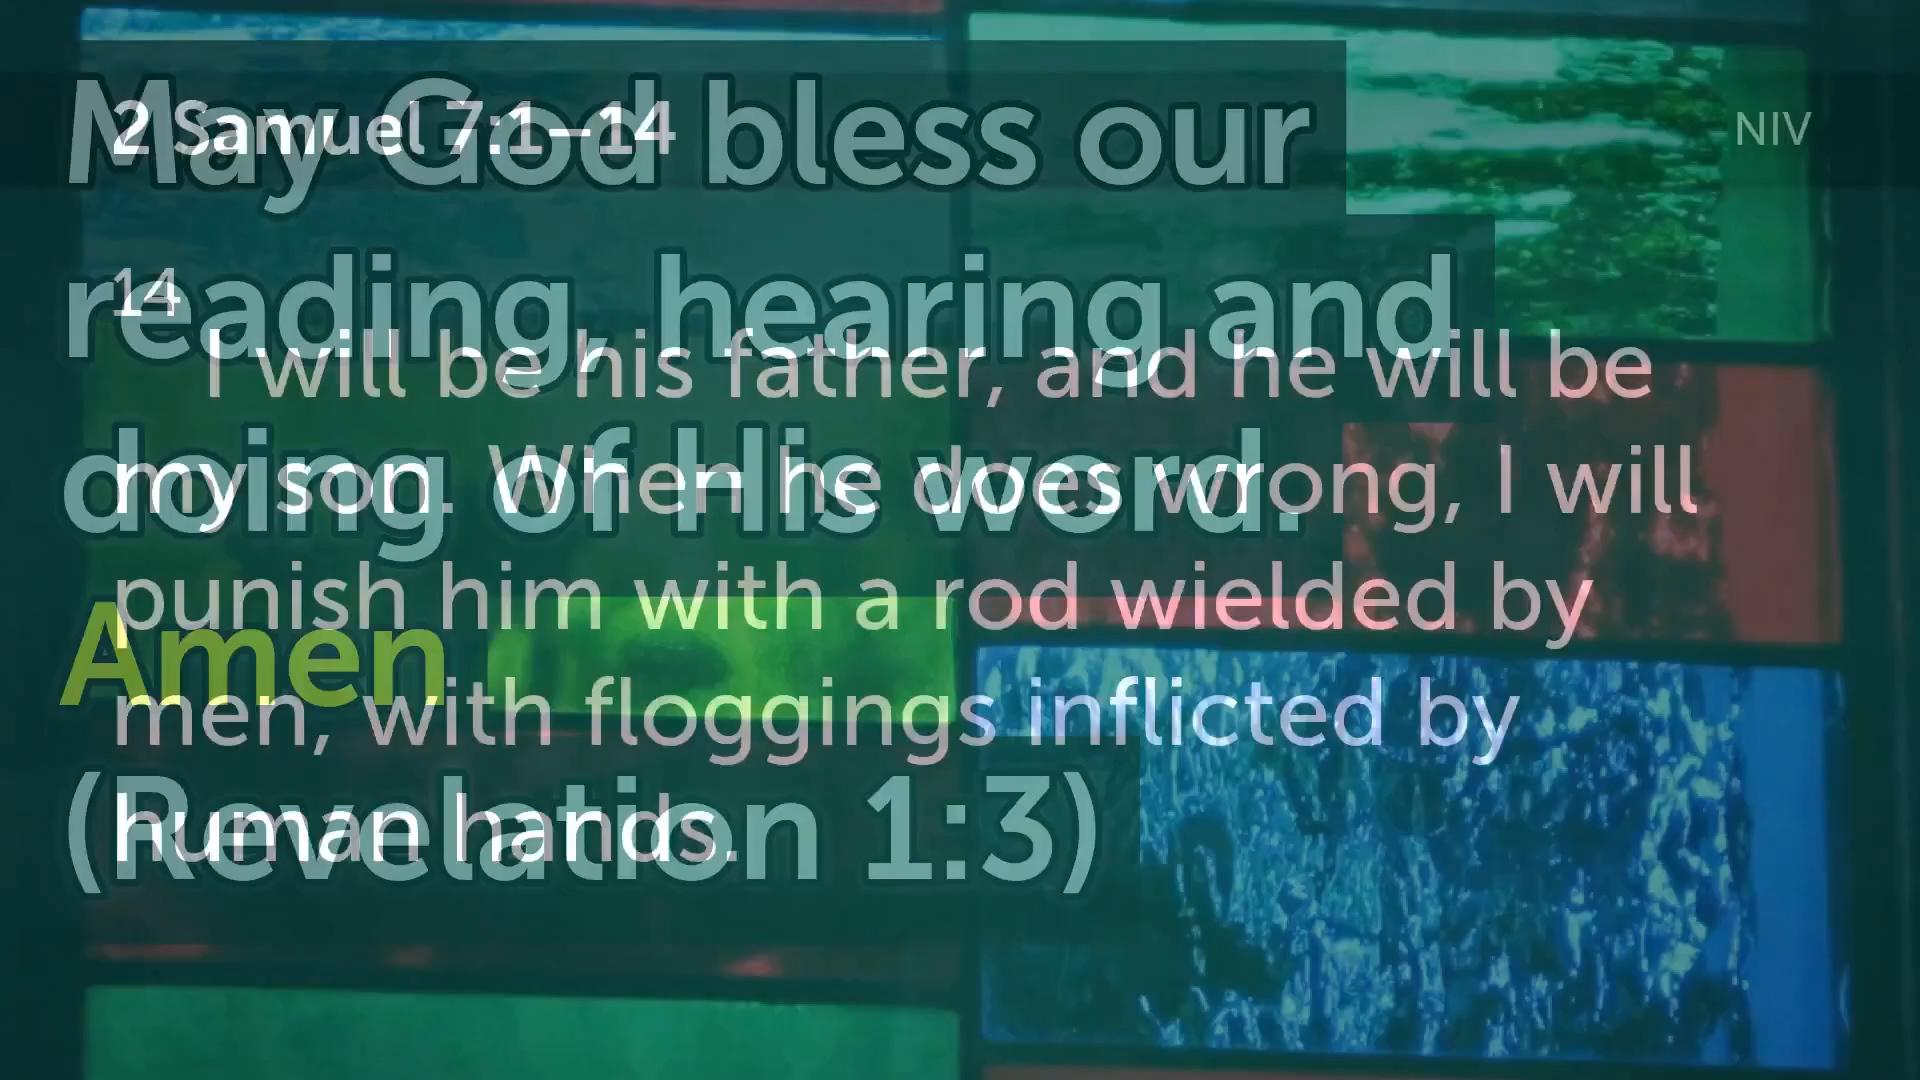 2 Samuel 7:1–14
NIV
14
I will be his father, and he will be
my son. When he does wrong, I will
punish him with a rod wielded by
men, with floggings inflicted by
human hands.
May God bless our
reading, hearing and
doing of His word.
Amen
(Revelation 1:3)